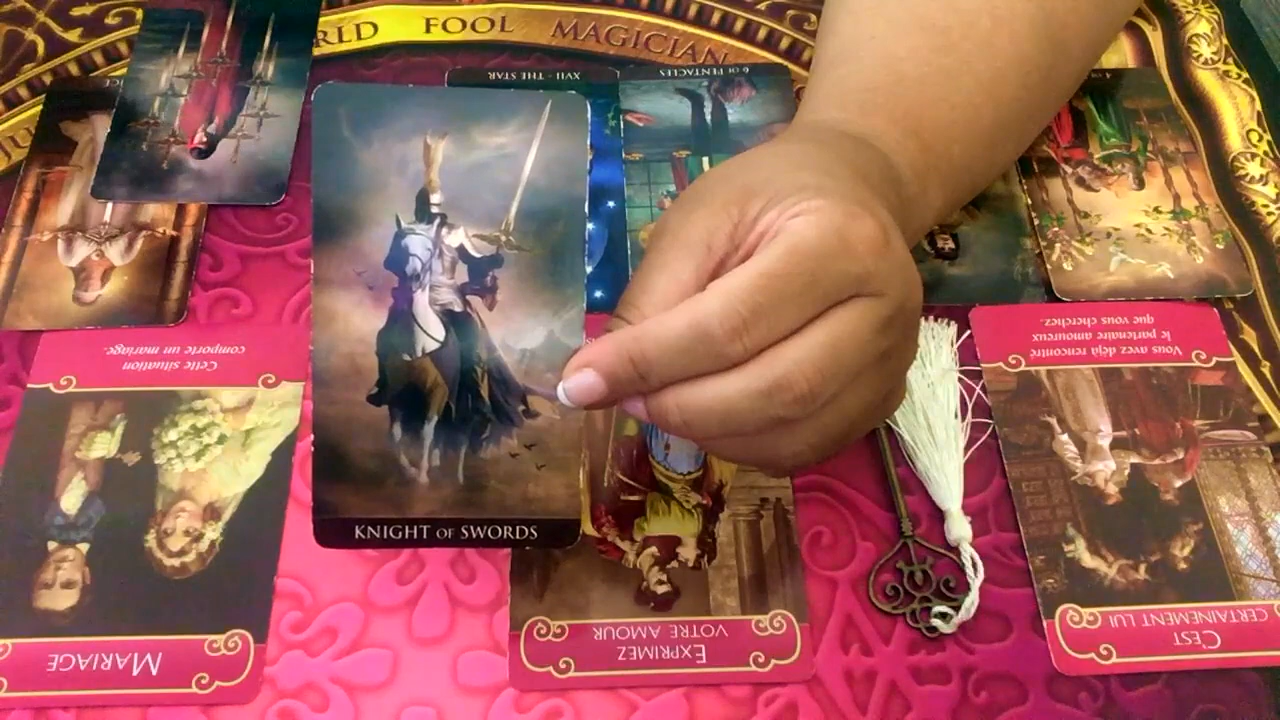 RLD FOOL MAGICIAN
XVII - THE STAR
6 OF PENTACLES
KNIGHT OF SWORDS
Cette situation
comporte un mariage.
MARIAGE
EXPRIMEZ
VOTRE AMOUR
Vous avez déjà rencontré
le partenaire amoureux
que vous cherchez.
C'EST
CERTAINEMENT LUI